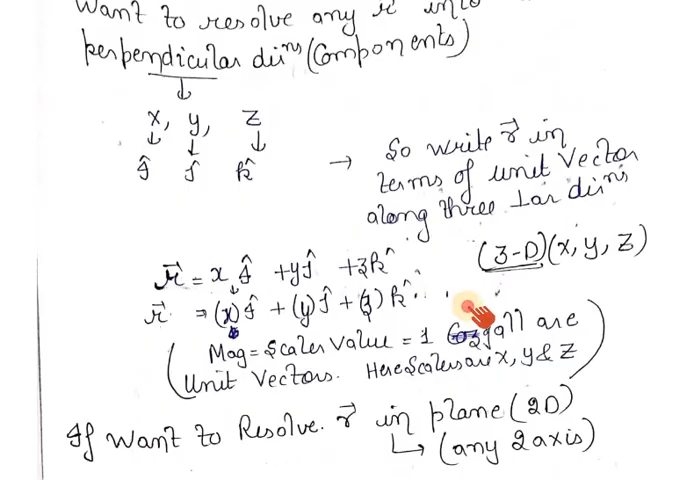 Want to resolve any r⃗ into
perpendicular dirⁿˢ (Components)
↓
x, y, z
↓ ↓ ↓
î ĵ k̂
→ So write r⃗ in
terms of unit Vector
along three ⊥ar dirⁿˢ
(3-D)(x, y, z)
r⃗ = x î + y ĵ + z k̂
r⃗ = (x) î + (y) ĵ + (z) k̂
(Mag = Scaler Value = 1 all are
Unit Vectors. Here Scalers are x, y & z)
If want to Resolve r⃗ in plane (2D)
↳ (any 2 axis)